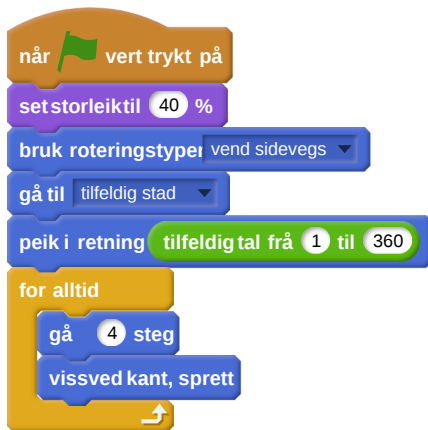 når vert trykt på
set storleik til 40 %
bruk roteringstypen vend sidevegs
gå til tilfeldig stad
peik i retning tilfeldig tal frå 1 til 360
for alltid
gå 4 steg
viss ved kant, sprett